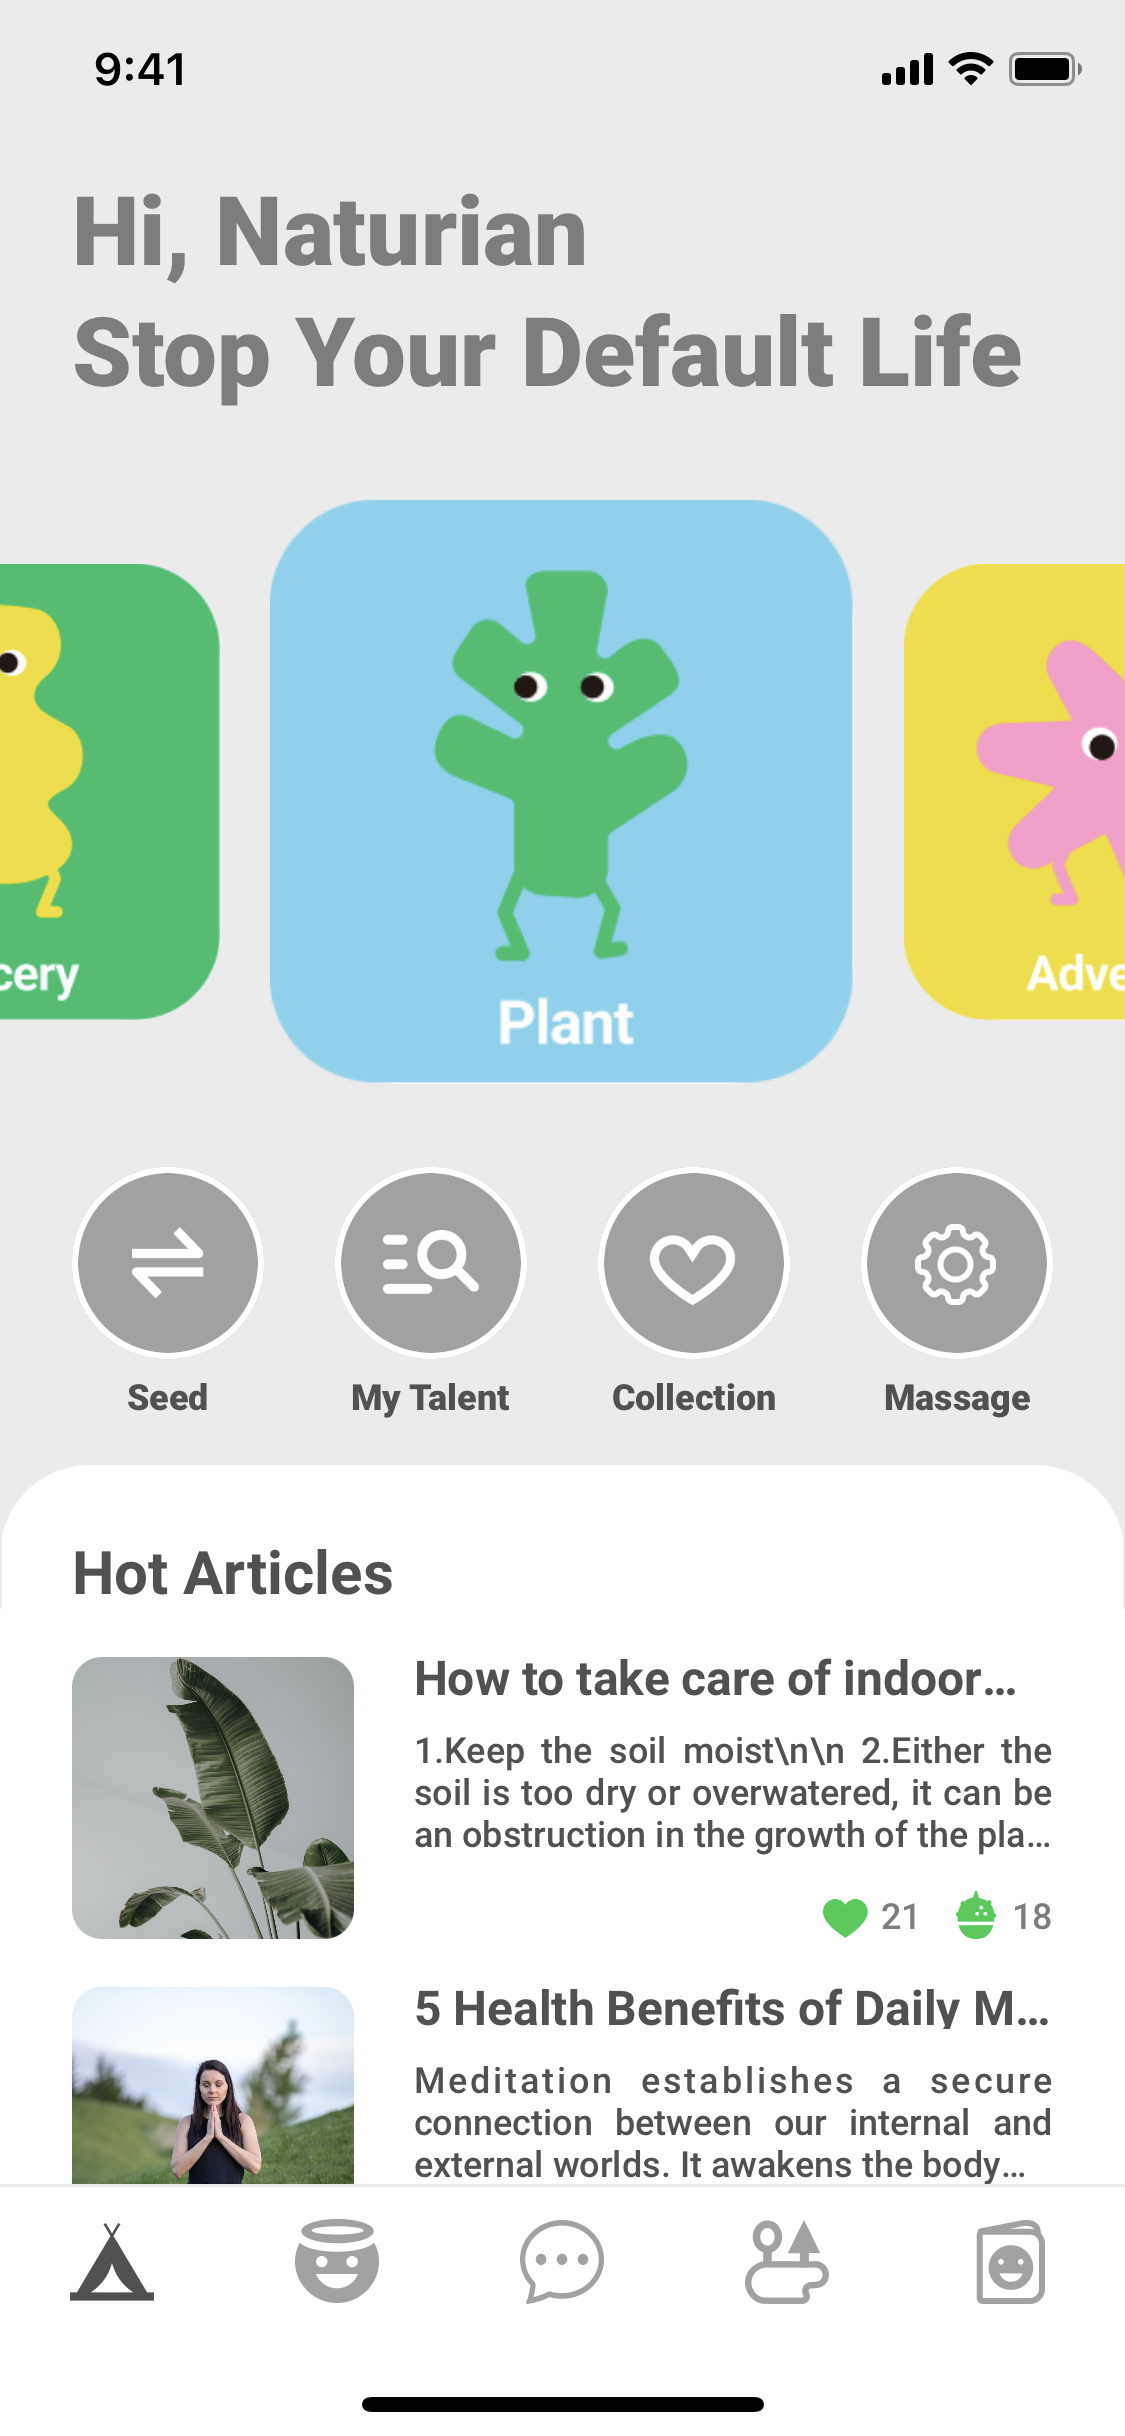 9:41
Hi, Naturian
Stop Your Default Life
cery
Plant
Adve
Seed
My Talent
Collection
Massage
Hot Articles
How to take care of indoor...
1.Keep the soil moist\n\n 2.Either the
soil is too dry or overwatered, it can be
an obstruction in the growth of the pla...
21
18
5 Health Benefits of Daily M...
Meditation establishes a secure
connection between our internal and
external worlds. It awakens the body...